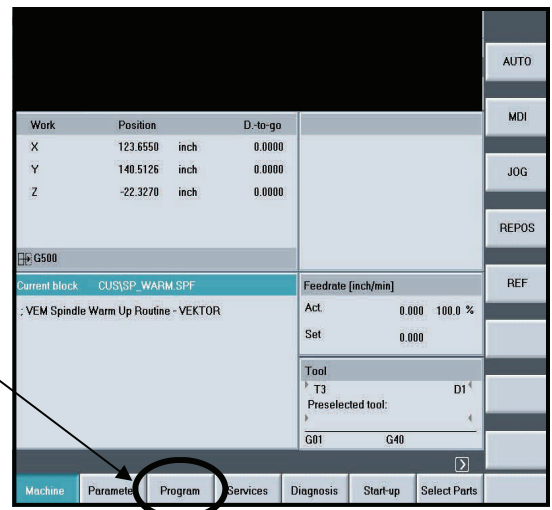 AUTO
MDI
JOG
REPOS
REF
Work Position D.-to-go
X 123.6550 inch 0.0000
Y 140.5126 inch 0.0000
Z -22.3270 inch 0.0000
G500
Current block CUS\SP_WARM.SPF
; VEM Spindle Warm Up Routine - VEKTOR
Feedrate [inch/min]
Act. 0.000 100.0 %
Set 0.000
Tool
T3 D1
Preselected tool:
G01 G40
Machine Paramete Program Services Diagnosis Start-up Select Parts